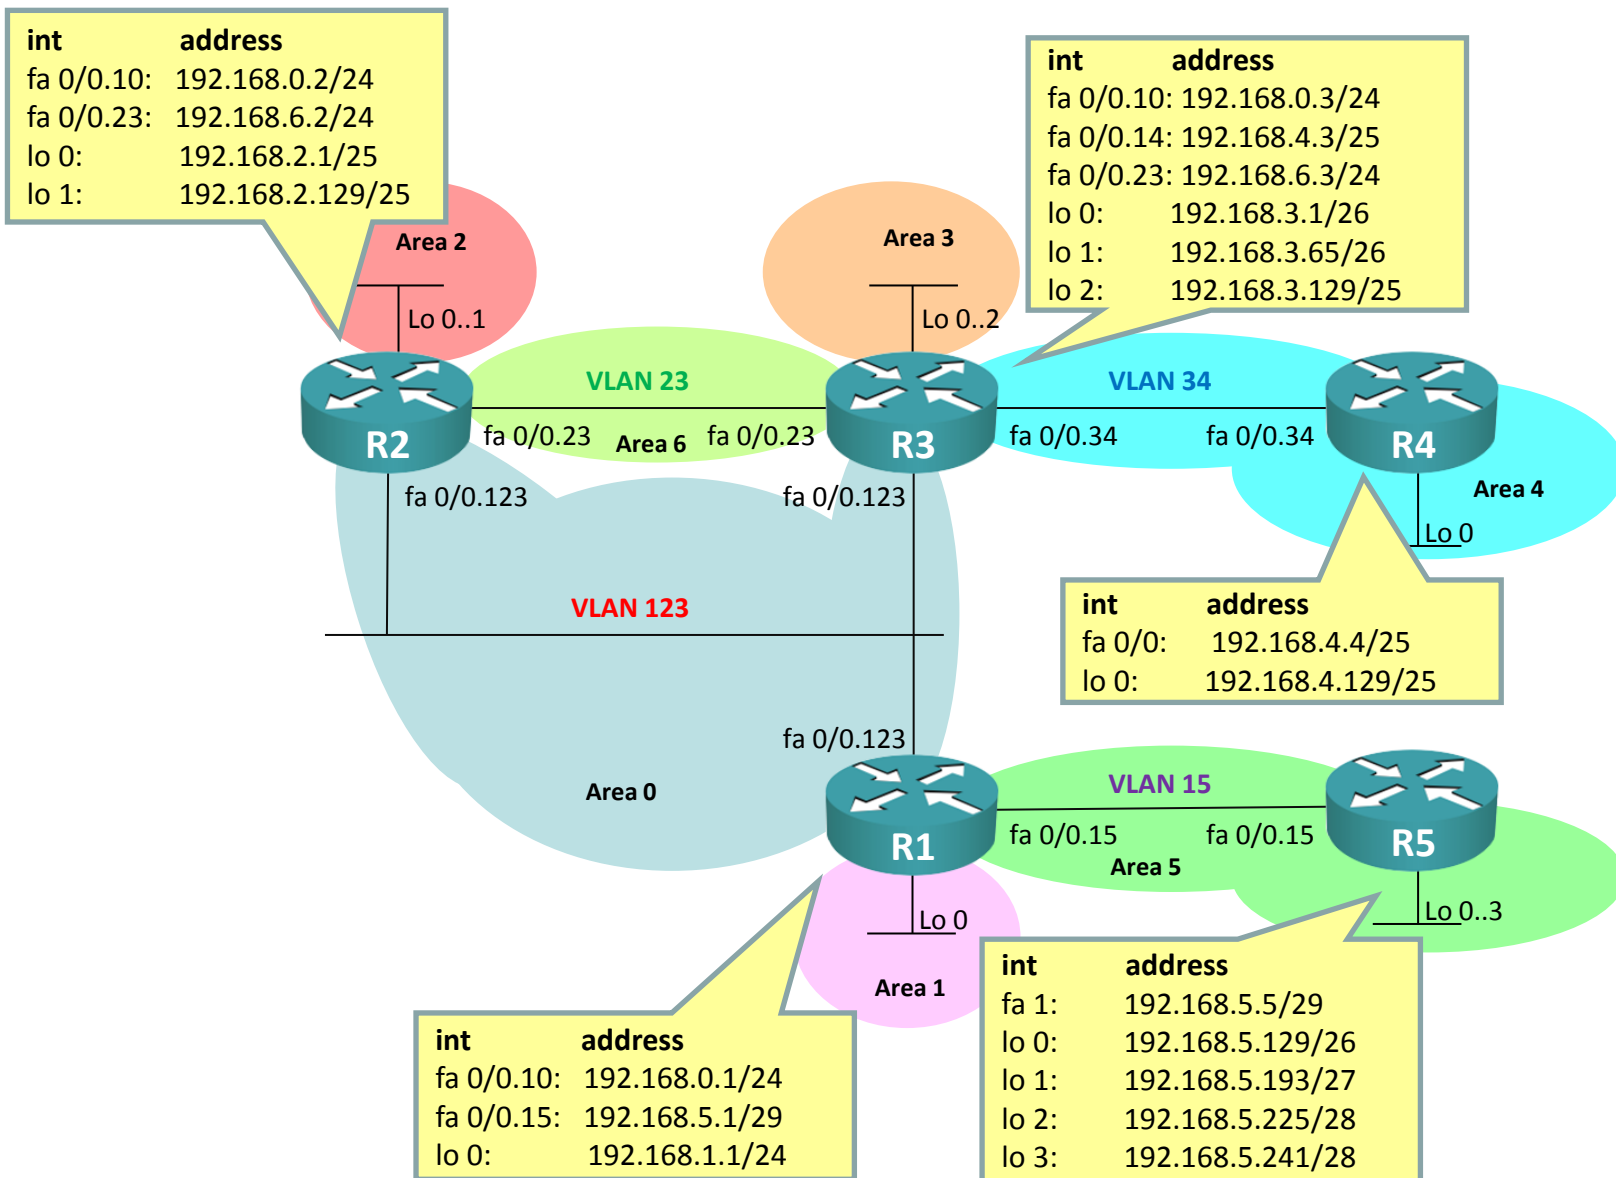 int address
fa 0/0.10: 192.168.0.2/24
fa 0/0.23: 192.168.6.2/24
lo 0: 192.168.2.1/25
lo 1: 192.168.2.129/25
int address
fa 0/0.10: 192.168.0.3/24
fa 0/0.14: 192.168.4.3/25
fa 0/0.23: 192.168.6.3/24
lo 0: 192.168.3.1/26
lo 1: 192.168.3.65/26
lo 2: 192.168.3.129/25
Area 2
Area 3
Lo 0..1
Lo 0..2
VLAN 23
VLAN 34
R2
fa 0/0.23
Area 6
fa 0/0.23
R3
fa 0/0.34
fa 0/0.34
R4
fa 0/0.123
fa 0/0.123
Area 4
Lo 0
VLAN 123
int address
fa 0/0: 192.168.4.4/25
lo 0: 192.168.4.129/25
fa 0/0.123
Area 0
VLAN 15
R1
fa 0/0.15
fa 0/0.15
R5
Area 5
Lo 0
Lo 0..3
Area 1
int address
fa 0/0.10: 192.168.0.1/24
fa 0/0.15: 192.168.5.1/29
lo 0: 192.168.1.1/24
int address
fa 1: 192.168.5.5/29
lo 0: 192.168.5.129/26
lo 1: 192.168.5.193/27
lo 2: 192.168.5.225/28
lo 3: 192.168.5.241/28